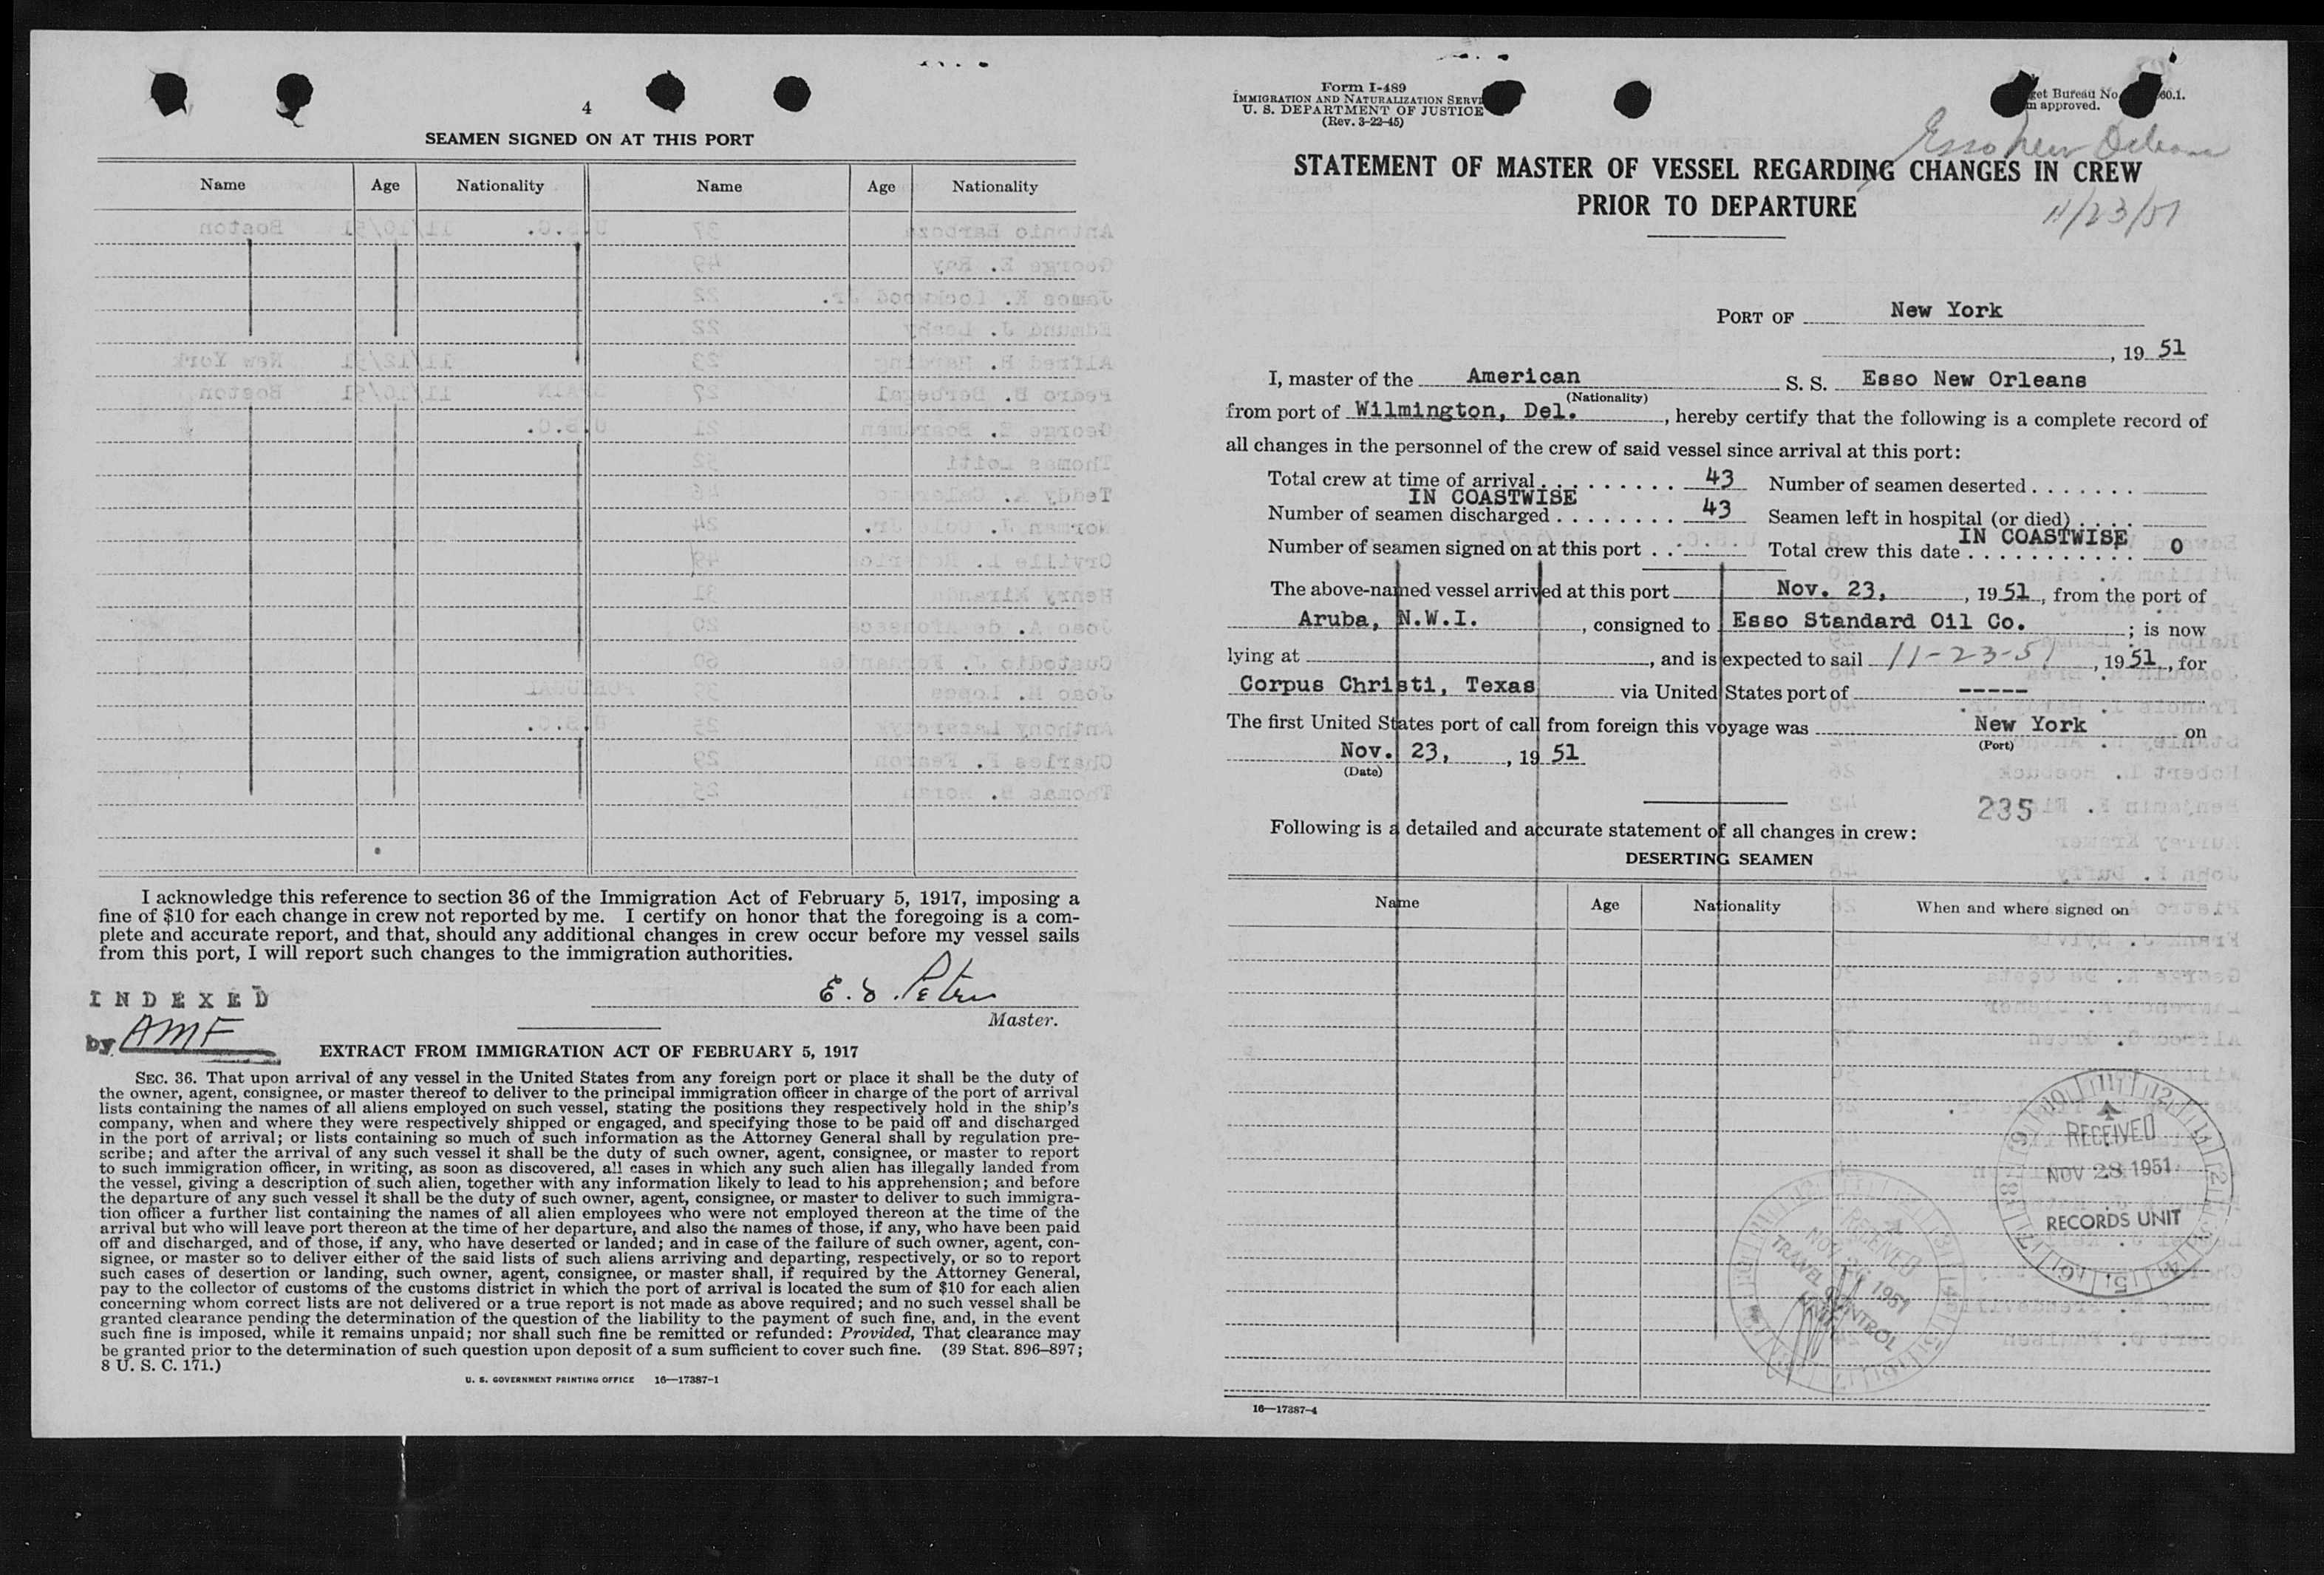 4
SEAMEN SIGNED ON AT THIS PORT
Name Age Nationality Name Age Nationality
I acknowledge this reference to section 36 of the Immigration Act of February 5, 1917, imposing a
fine of $10 for each change in crew not reported by me. I certify on honor that the foregoing is a com-
plete and accurate report, and that, should any additional changes in crew occur before my vessel sails
from this port, I will report such changes to the immigration authorities.
INDEXED
by AMF
Master.
EXTRACT FROM IMMIGRATION ACT OF FEBRUARY 5, 1917
SEC. 36. That upon arrival of any vessel in the United States from any foreign port or place it shall be the duty of
the owner, agent, consignee, or master thereof to deliver to the principal immigration officer in charge of the port of arrival
lists containing the names of all aliens employed on such vessel, stating the positions they respectively hold in the ship's
company, when and where they were respectively shipped or engaged, and specifying those to be paid off and discharged
in the port of arrival; or lists containing so much of such information as the Attorney General shall by regulation pre-
scribe; and after the arrival of any such vessel it shall be the duty of such owner, agent, consignee, or master to report
to such immigration officer, in writing, as soon as discovered, all cases in which any such alien has illegally landed from
the vessel, giving a description of such alien, together with any information likely to lead to his apprehension; and before
the departure of any such vessel it shall be the duty of such owner, agent, consignee, or master to deliver to such immigra-
tion officer a further list containing the names of all alien employees who were not employed thereon at the time of the
arrival but who will leave port thereon at the time of her departure, and also the names of those, if any, who have been paid
off and discharged, and of those, if any, who have deserted or landed; and in case of the failure of such owner, agent, con-
signee, or master so to deliver either of the said lists of such aliens arriving and departing, respectively, or so to report
such cases of desertion or landing, such owner, agent, consignee, or master shall, if required by the Attorney General,
pay to the collector of customs of the customs district in which the port of arrival is located the sum of $10 for each alien
concerning whom correct lists are not delivered or a true report is not made as above required; and no such vessel shall be
granted clearance pending the determination of the question of the liability to the payment of such fine, and, in the event
such fine is imposed, while it remains unpaid; nor shall such fine be remitted or refunded: Provided, That clearance may
be granted prior to the determination of such question upon deposit of a sum sufficient to cover such fine. (39 Stat. 896–897;
8 U. S. C. 171.)
U. S. GOVERNMENT PRINTING OFFICE 16—17387-1
Form I-489
IMMIGRATION AND NATURALIZATION
U. S. DEPARTMENT OF JUSTICE
(Rev. 3-22-45)
Bureau No. 60.1.
approved.
Esso New Orleans
11/23/51
STATEMENT OF MASTER OF VESSEL REGARDING CHANGES IN CREW
PRIOR TO DEPARTURE
PORT OF New York
, 19 51
I, master of the American S. S. Esso New Orleans
(Nationality)
from port of Wilmington, Del. , hereby certify that the following is a complete record of
all changes in the personnel of the crew of said vessel since arrival at this port:
Total crew at time of arrival 43 Number of seamen deserted
IN COASTWISE
Number of seamen discharged 43 Seamen left in hospital (or died)
IN COASTWISE
Number of seamen signed on at this port Total crew this date 0
The above-named vessel arrived at this port Nov. 23, , 19 51, from the port of
Aruba, N.W.I. , consigned to Esso Standard Oil Co. ; is now
lying at , and is expected to sail 11-23-51 , 19 51, for
Corpus Christi, Texas via United States port of -----
The first United States port of call from foreign this voyage was New York on
(Port)
Nov. 23, , 19 51
(Date)
235
Following is a detailed and accurate statement of all changes in crew:
DESERTING SEAMEN
Name Age Nationality When and where signed on
RECEIVED
NOV 28 1951
RECORDS UNIT
RECEIVED
NOV 26 1951
TRAVEL CONTROL
UNIT
16—17387-4